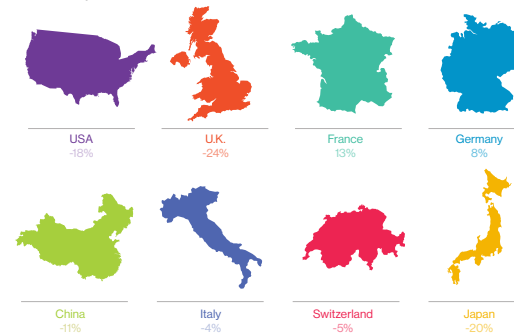 USA
-18%
U.K.
-24%
France
13%
Germany
8%
China
-11%
Italy
-4%
Switzerland
-5%
Japan
-20%